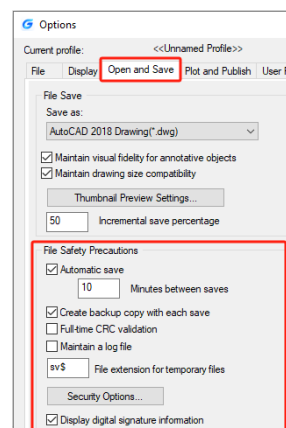 Options
Current profile: <<Unnamed Profile>>
File Display Open and Save Plot and Publish User
File Save
Save as:
AutoCAD 2018 Drawing(*.dwg)
Maintain visual fidelity for annotative objects
Maintain drawing size compatibility
Thumbnail Preview Settings...
50 Incremental save percentage
File Safety Precautions
Automatic save
10 Minutes between saves
Create backup copy with each save
Full-time CRC validation
Maintain a log file
sv$ File extension for temporary files
Security Options...
Display digital signature information